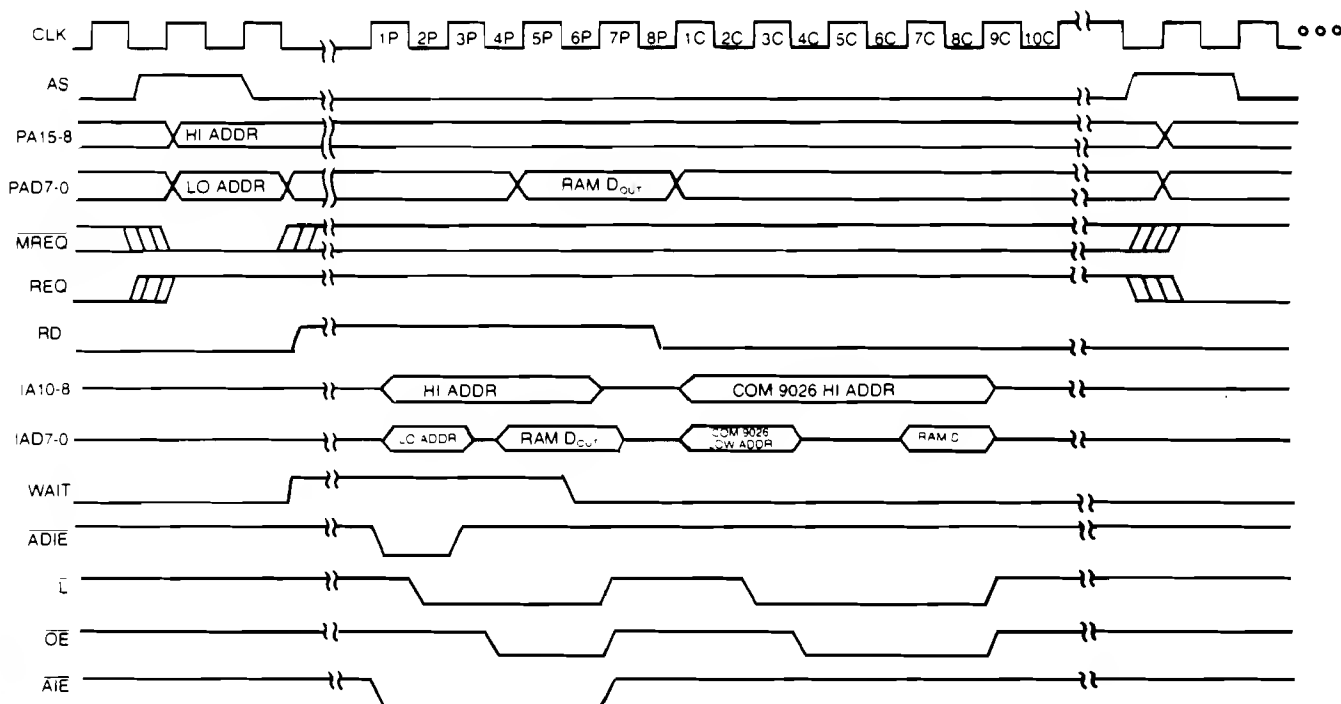 CLK 1P 2P 3P 4P 5P 6P 7P 8P 1C 2C 3C 4C 5C 6C 7C 8C 9C 10C
AS
PA15-8 HI ADDR
PAD7-0 LO ADDR RAM DOUT
MREQ
REQ
RD
IA10-8 HI ADDR COM 9026 HI ADDR
IAD7-0 LO ADDR RAM DOUT COM 9026 LOW ADDR RAM D
WAIT
ADIE
L
OE
AIE